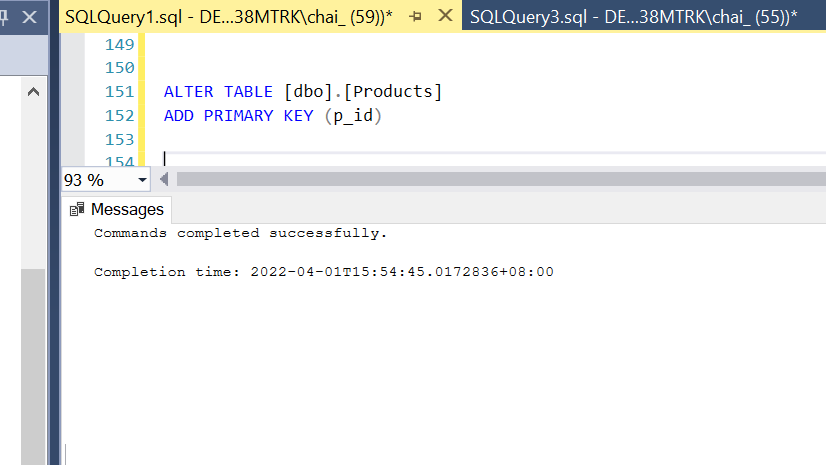 SQLQuery1.sql - DE...38MTRK\chai_ (59))* SQLQuery3.sql - DE...38MTRK\chai_ (55))*
149
150
151 ALTER TABLE [dbo].[Products]
152 ADD PRIMARY KEY (p_id)
153
154
93 %
Messages
Commands completed successfully.
Completion time: 2022-04-01T15:54:45.0172836+08:00